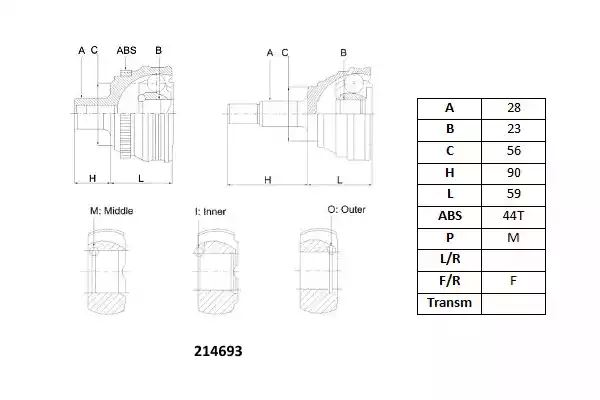 A C ABS B
A C B
H L
H L
M: Middle
I: Inner
O: Outer
214693
A 28
B 23
C 56
H 90
L 59
ABS 44T
P M
L/R
F/R F
Transm